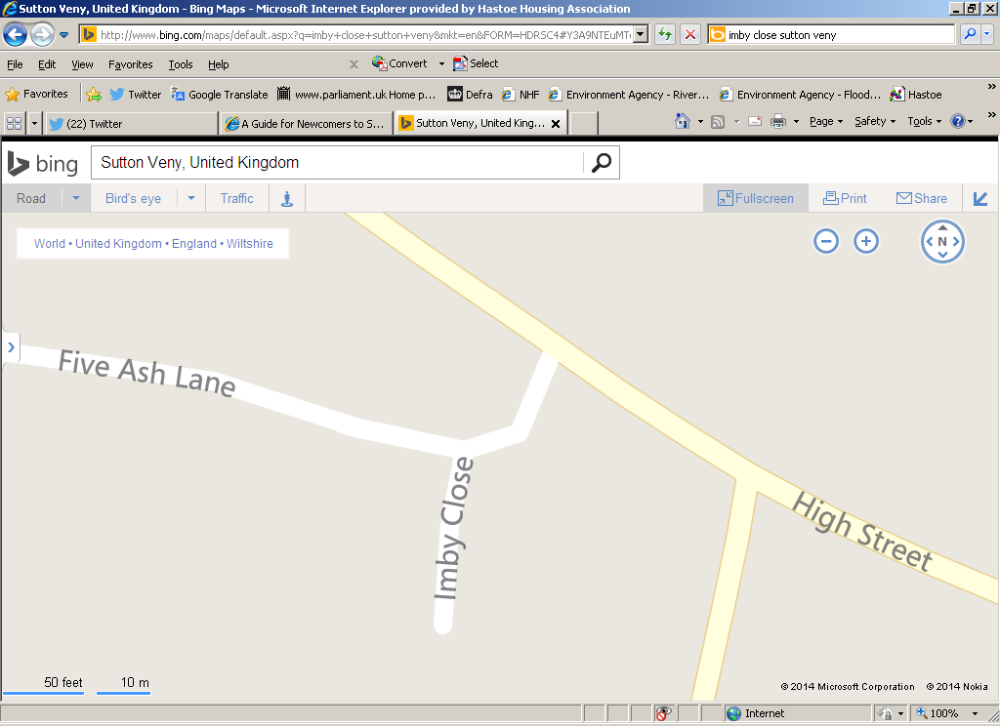 Sutton Veny, United Kingdom - Bing Maps - Microsoft Internet Explorer provided by Hastoe Housing Association
http://www.bing.com/maps/default.aspx?q=imby+close+sutton+veny&mkt=en&FORM=HDRSC4#Y3A9NTEuMT
imby close sutton veny
File Edit View Favorites Tools Help
x Convert Select
Favorites Twitter Google Translate www.parliament.uk Home p... Defra NHF Environment Agency - River... Environment Agency - Flood... Hastoe »
(22) Twitter A Guide for Newcomers to S... Sutton Veny, United King... Page Safety Tools »
bing Sutton Veny, United Kingdom
Road Bird's eye Traffic Fullscreen Print Share
World • United Kingdom • England • Wiltshire
N
Five Ash Lane
Imby Close
High Street
50 feet 10 m
© 2014 Microsoft Corporation © 2014 Nokia
Internet 100%